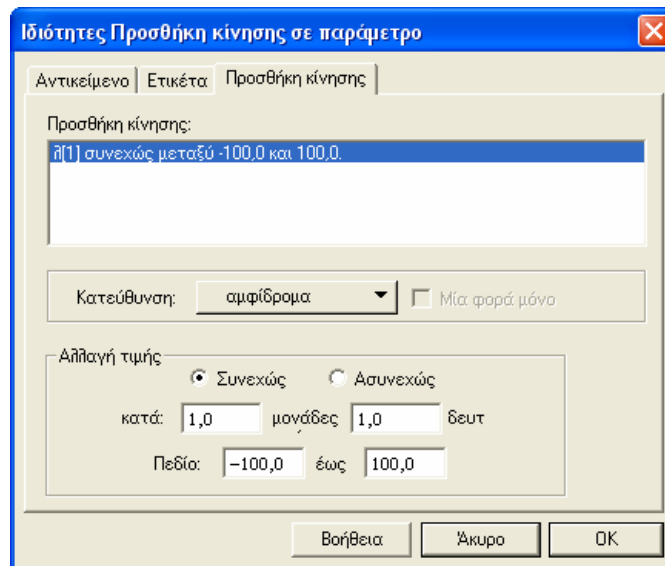 Ιδιότητες Προσθήκη κίνησης σε παράμετρο
Αντικείμενο Ετικέτα Προσθήκη κίνησης
Προσθήκη κίνησης:
λ[1] συνεχώς μεταξύ -100,0 και 100,0.
Κατεύθυνση: αμφίδρομα Μία φορά μόνο
Αλλαγή τιμής
Συνεχώς Ασυνεχώς
κατά: 1,0 μονάδες 1,0 δευτ
Πεδίο: −100,0 έως 100,0
Βοήθεια Άκυρο OK